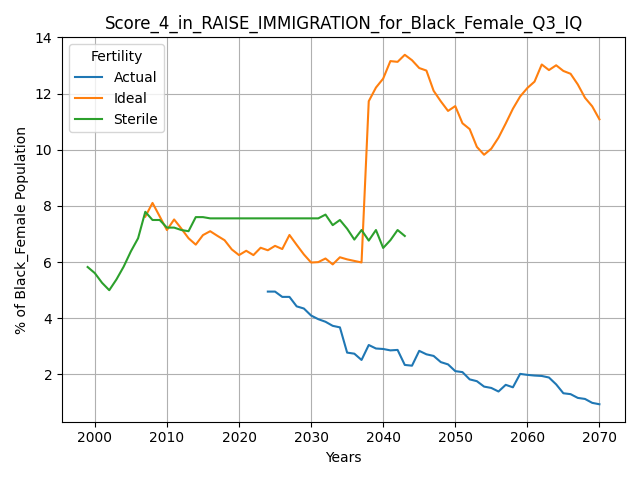 Score_4_in_RAISE_IMMIGRATION_for_Black_Female_Q3_IQ
Fertility
Actual
Ideal
Sterile
% of Black_Female Population
14
12
10
8
6
4
2
2000 2010 2020 2030 2040 2050 2060 2070
Years